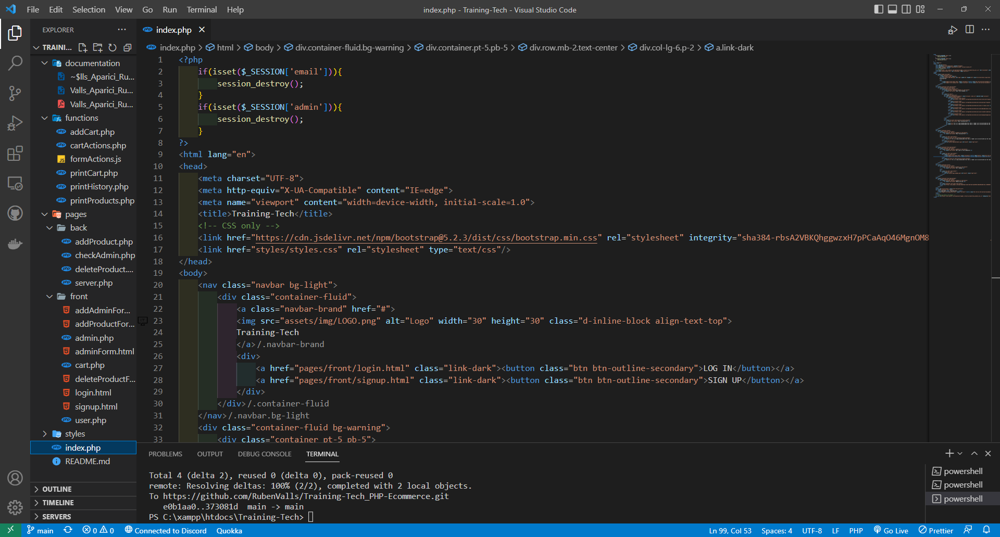 File Edit Selection View Go Run Terminal Help
index.php - Training-Tech - Visual Studio Code
EXPLORER
TRAINI...
documentation
~$lls_Aparici_Ru...
Valls_Aparici_Ru...
Valls_Aparici_Ru...
functions
addCart.php
cartActions.php
formActions.js
printCart.php
printHistory.php
printProducts.php
pages
back
addProduct.php
checkAdmin.php
deleteProduct....
server.php
front
addAdminFor...
addProductFor...
admin.php
adminForm.html
cart.php
deleteProductF...
login.html
signup.html
user.php
styles
index.php
README.md
OUTLINE
TIMELINE
SERVERS
index.php
index.php > html > body > div.container-fluid.bg-warning > div.container.pt-5.pb-5 > div.row.mb-2.text-center > div.col-lg-6.p-2 > a.link-dark
1 <?php
2 if(isset($_SESSION['email'])){
3 session_destroy();
4 }
5 if(isset($_SESSION['admin'])){
6 session_destroy();
7 }
8 ?>
9 <html lang="en">
10 <head>
11 <meta charset="UTF-8">
12 <meta http-equiv="X-UA-Compatible" content="IE=edge">
13 <meta name="viewport" content="width=device-width, initial-scale=1.0">
14 <title>Training-Tech</title>
15 <!-- CSS only -->
16 <link href="https://cdn.jsdelivr.net/npm/bootstrap@5.2.3/dist/css/bootstrap.min.css" rel="stylesheet" integrity="sha384-rbsA2VBKQhggwzxH7pPCaAqO46MgnOM8
17 <link href="styles/styles.css" rel="stylesheet" type="text/css"/>
18 </head>
19 <body>
20 <nav class="navbar bg-light">
21 <div class="container-fluid">
22 <a class="navbar-brand" href="#">
23 <img src="assets/img/LOGO.png" alt="Logo" width="30" height="30" class="d-inline-block align-text-top">
24 Training-Tech
25 </a>/.navbar-brand
26 <div>
27 <a href="pages/front/login.html" class="link-dark"><button class="btn btn-outline-secondary">LOG IN</button></a>
28 <a href="pages/front/signup.html" class="link-dark"><button class="btn btn-outline-secondary">SIGN UP</button></a>
29 </div>
30 </div>/.container-fluid
31 </nav>/.navbar.bg-light
32 <div class="container-fluid bg-warning">
33 <div class="container pt-5 pb-5">
PROBLEMS OUTPUT DEBUG CONSOLE TERMINAL
Total 4 (delta 2), reused 0 (delta 0), pack-reused 0
remote: Resolving deltas: 100% (2/2), completed with 2 local objects.
To https://github.com/RubenValls/Training-Tech_PHP-Ecommerce.git
e0b1aa0..373081d main -> main
PS C:\xampp\htdocs\Training-Tech>
powershell
powershell
powershell
main 0 0 Connected to Discord Quokka
Ln 99, Col 53 Spaces: 4 UTF-8 LF PHP Go Live Prettier